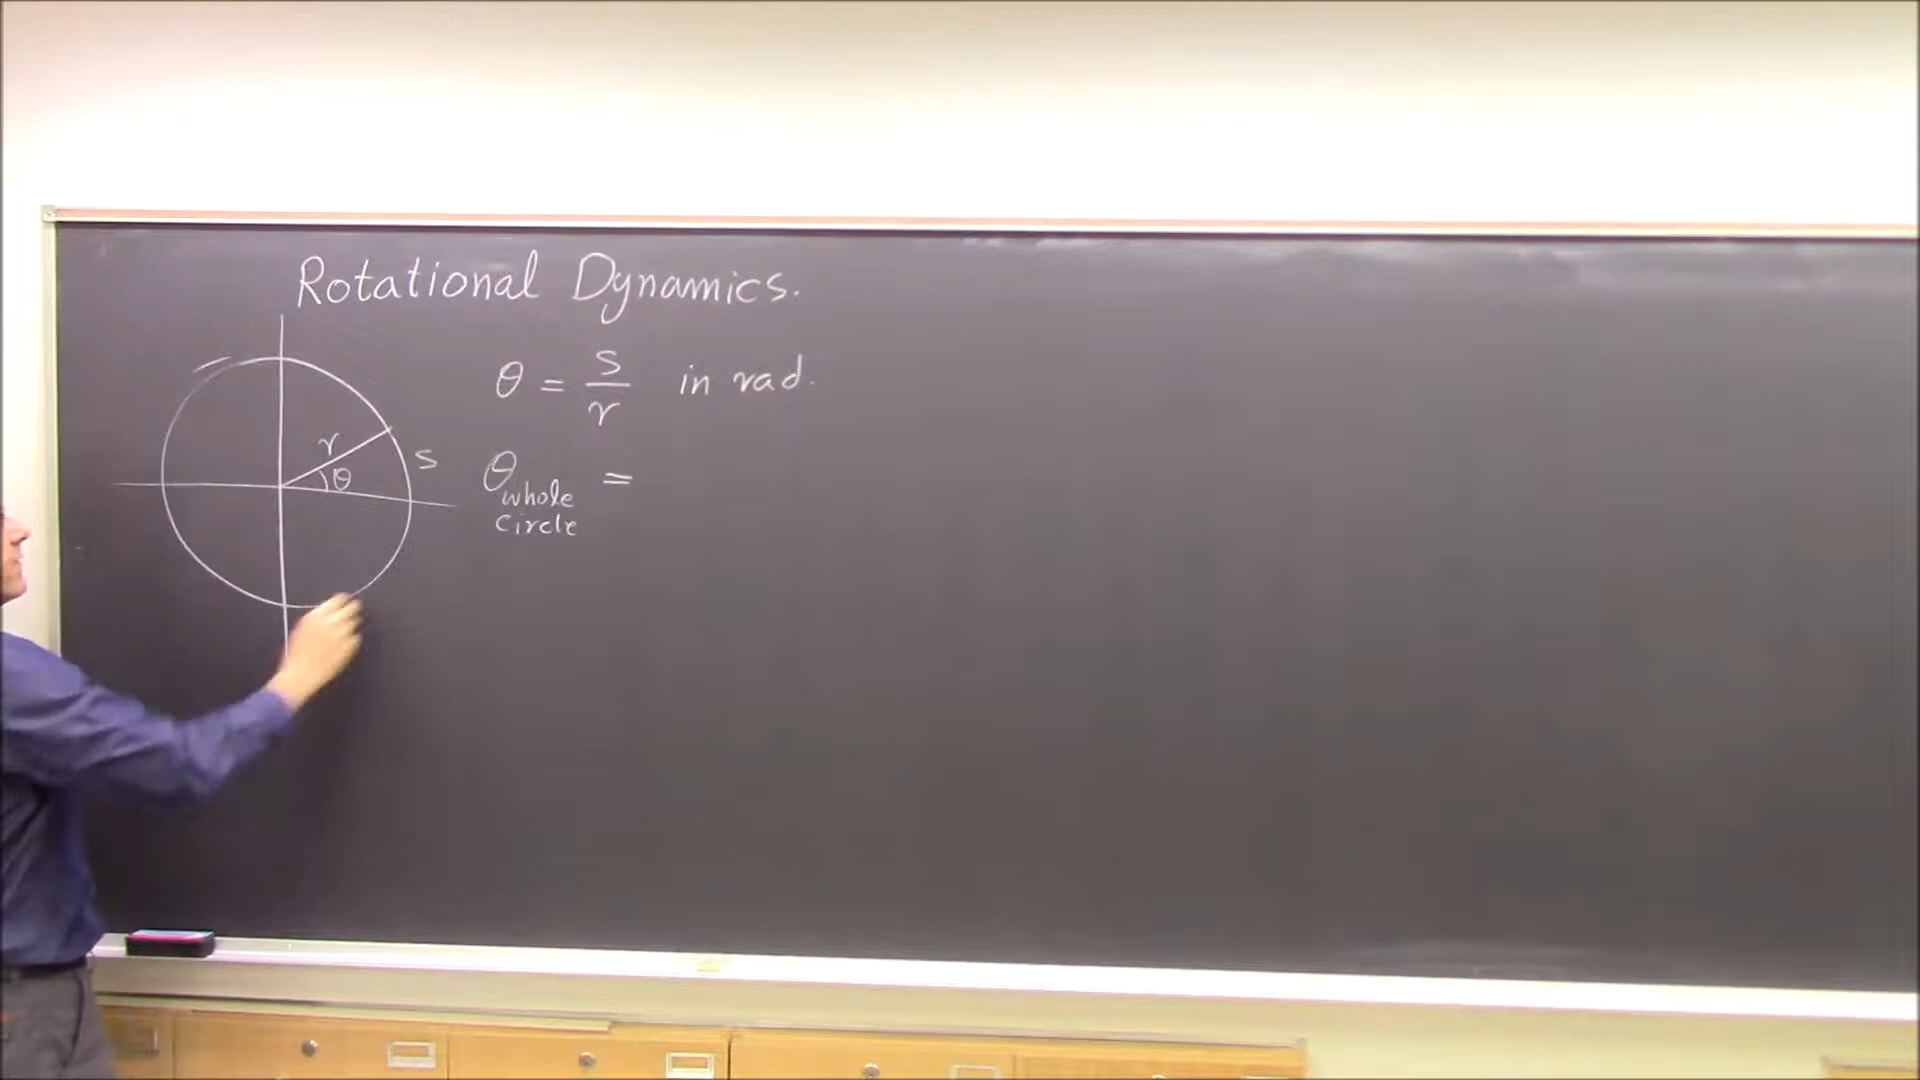 Rotational Dynamics.
θ = s/r in rad.
r
θ
s
θ whole circle =